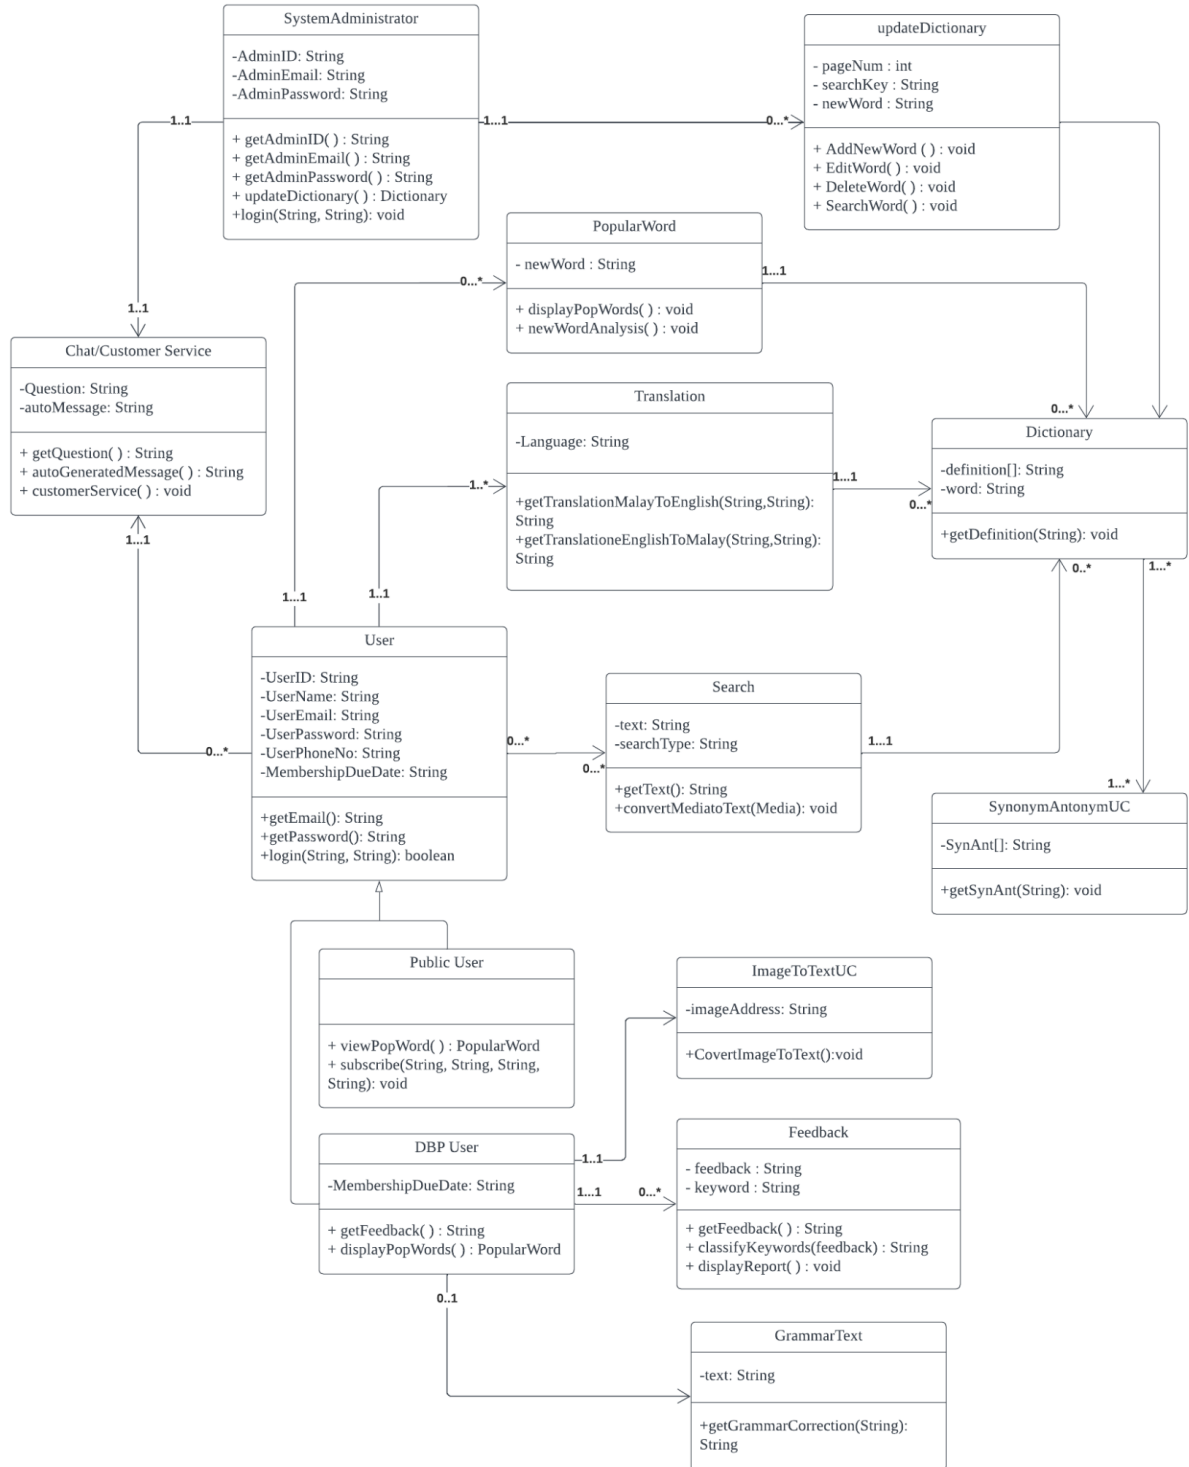 SystemAdministrator
-AdminID: String
-AdminEmail: String
-AdminPassword: String
+ getAdminID( ) : String
+ getAdminEmail( ) : String
+ getAdminPassword( ) : String
+ updateDictionary( ) : Dictionary
+login(String, String): void
updateDictionary
- pageNum : int
- searchKey : String
- newWord : String
+ AddNewWord ( ) : void
+ EditWord( ) : void
+ DeleteWord( ) : void
+ SearchWord( ) : void
1..1
1...1
0...*
PopularWord
- newWord : String
+ displayPopWords( ) : void
+ newWordAnalysis( ) : void
0...*
1...1
1..1
Chat/Customer Service
-Question: String
-autoMessage: String
+ getQuestion( ) : String
+ autoGeneratedMessage( ) : String
+ customerService( ) : void
1...1
Translation
-Language: String
+getTranslationMalayToEnglish(String,String):
String
+getTranslationeEnglishToMalay(String,String):
String
1..*
1...1
0...*
0...*
Dictionary
-definition[]: String
-word: String
+getDefinition(String): void
0..*
1...*
1...1
1..1
User
-UserID: String
-UserName: String
-UserEmail: String
-UserPassword: String
-UserPhoneNo: String
-MembershipDueDate: String
+getEmail(): String
+getPassword(): String
+login(String, String): boolean
0...*
0...*
0...*
Search
-text: String
-searchType: String
+getText(): String
+convertMediatoText(Media): void
1...1
1...*
SynonymAntonymUC
-SynAnt[]: String
+getSynAnt(String): void
Public User
+ viewPopWord( ) : PopularWord
+ subscribe(String, String, String,
String): void
ImageToTextUC
-imageAddress: String
+CovertImageToText():void
DBP User
-MembershipDueDate: String
+ getFeedback( ) : String
+ displayPopWords( ) : PopularWord
1..1
1...1
0...*
Feedback
- feedback : String
- keyword : String
+ getFeedback( ) : String
+ classifyKeywords(feedback) : String
+ displayReport( ) : void
0..1
GrammarText
-text: String
+getGrammarCorrection(String):
String